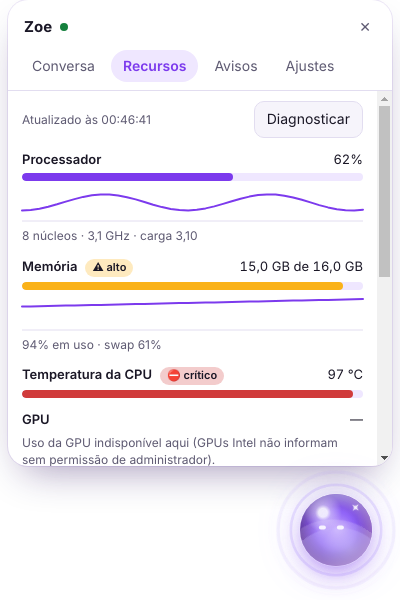 Zoe
Conversa Recursos Avisos Ajustes
Atualizado às 00:46:41 Diagnosticar
Processador 62%
8 núcleos · 3,1 GHz · carga 3,10
Memória alto 15,0 GB de 16,0 GB
94% em uso · swap 61%
Temperatura da CPU crítico 97 °C
GPU —
Uso da GPU indisponível aqui (GPUs Intel não informam
sem permissão de administrador).